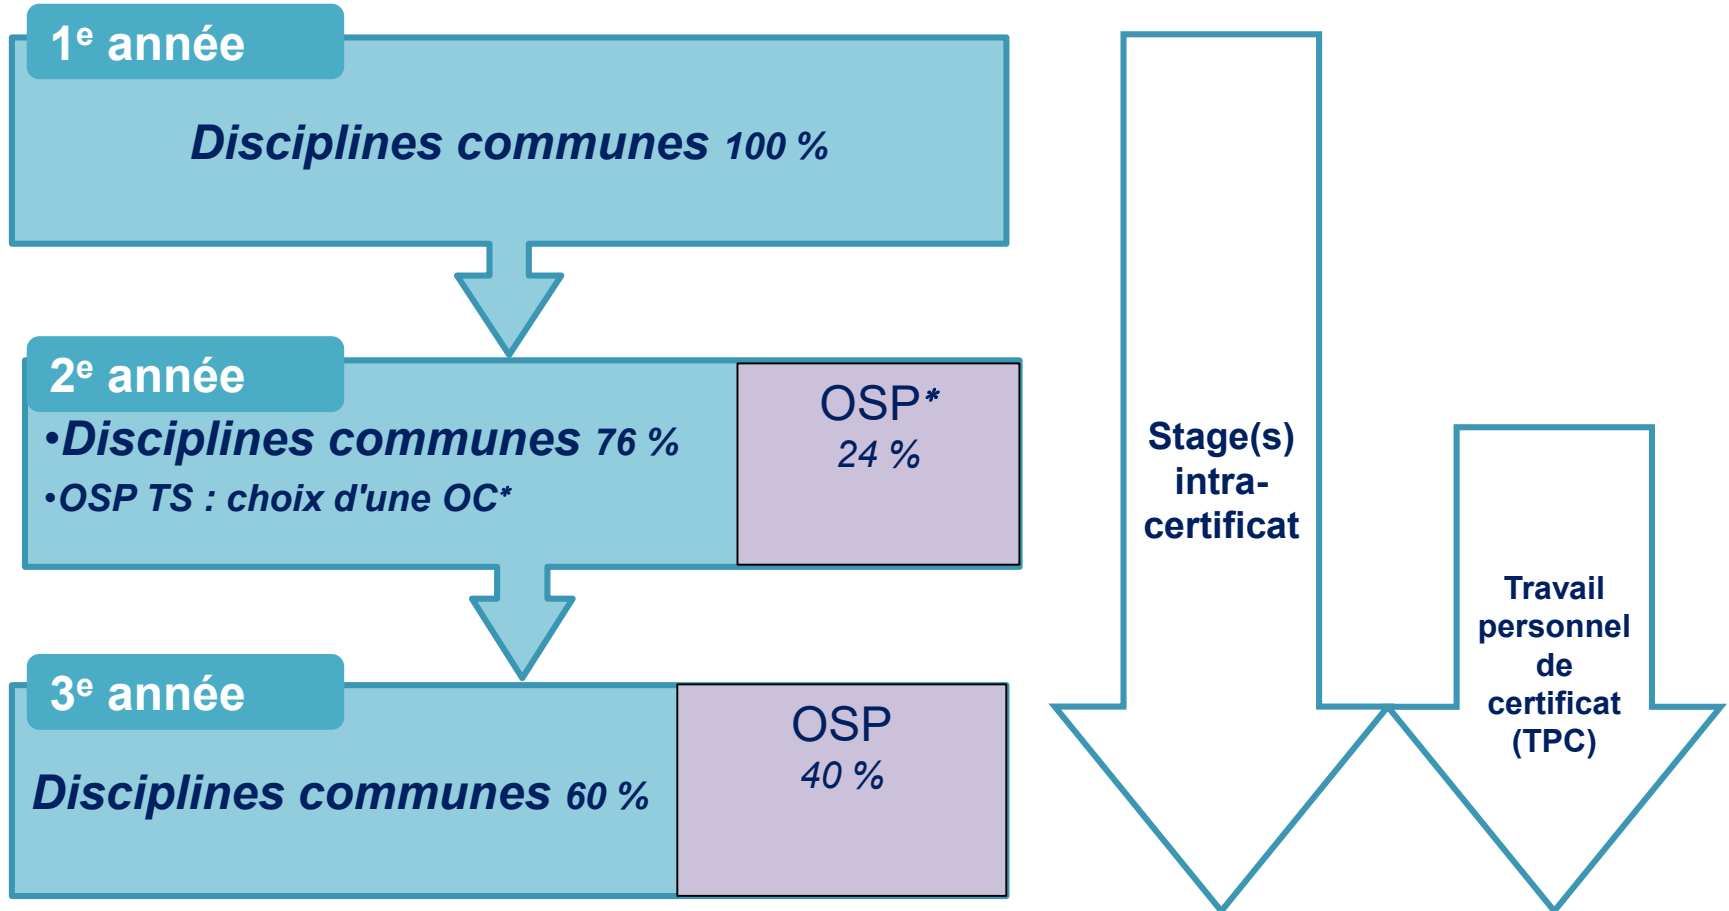 1e année
Disciplines communes 100 %
2e année
•Disciplines communes 76 %
•OSP TS : choix d'une OC*
OSP*
24 %
3e année
Disciplines communes 60 %
OSP
40 %
Stage(s)
intra-
certificat
Travail
personnel
de
certificat
(TPC)